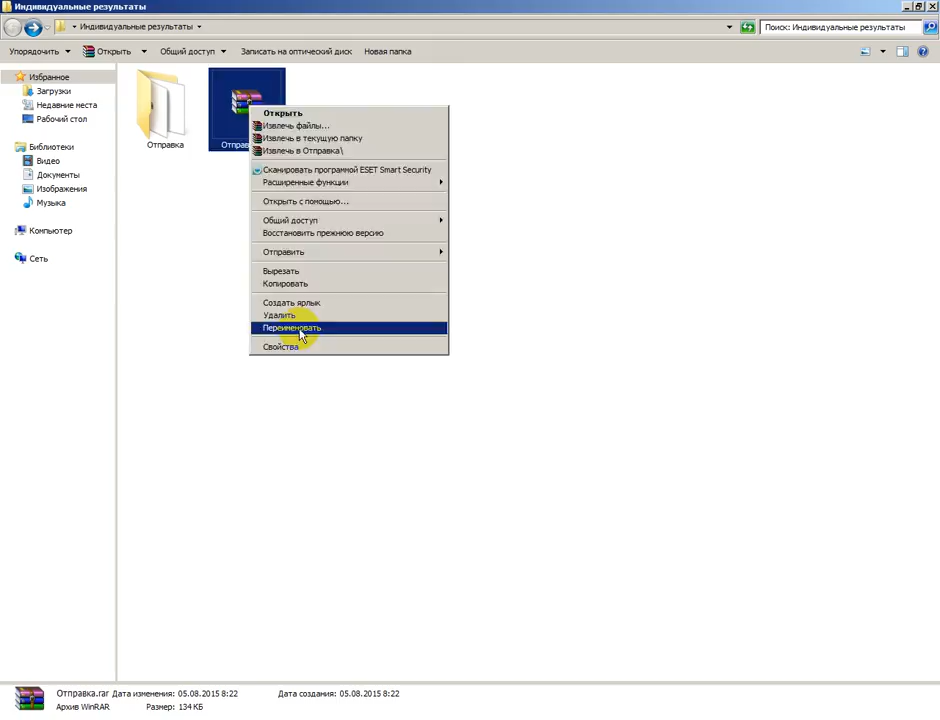 Индивидуальные результаты
Индивидуальные результаты
Поиск: Индивидуальные результаты
Упорядочить
Открыть
Общий доступ
Записать на оптический диск
Новая папка
Избранное
Загрузки
Недавние места
Рабочий стол
Библиотеки
Видео
Документы
Изображения
Музыка
Компьютер
Сеть
Отправка
Отправ
Открыть
Извлечь файлы...
Извлечь в текущую папку
Извлечь в Отправка\
Сканировать программой ESET Smart Security
Расширенные функции
Открыть с помощью...
Общий доступ
Восстановить прежнюю версию
Отправить
Вырезать
Копировать
Создать ярлык
Удалить
Переименовать
Свойства
Отправка.rar Дата изменения: 05.08.2015 8:22 Дата создания: 05.08.2015 8:22
Архив WinRAR Размер: 134 КБ